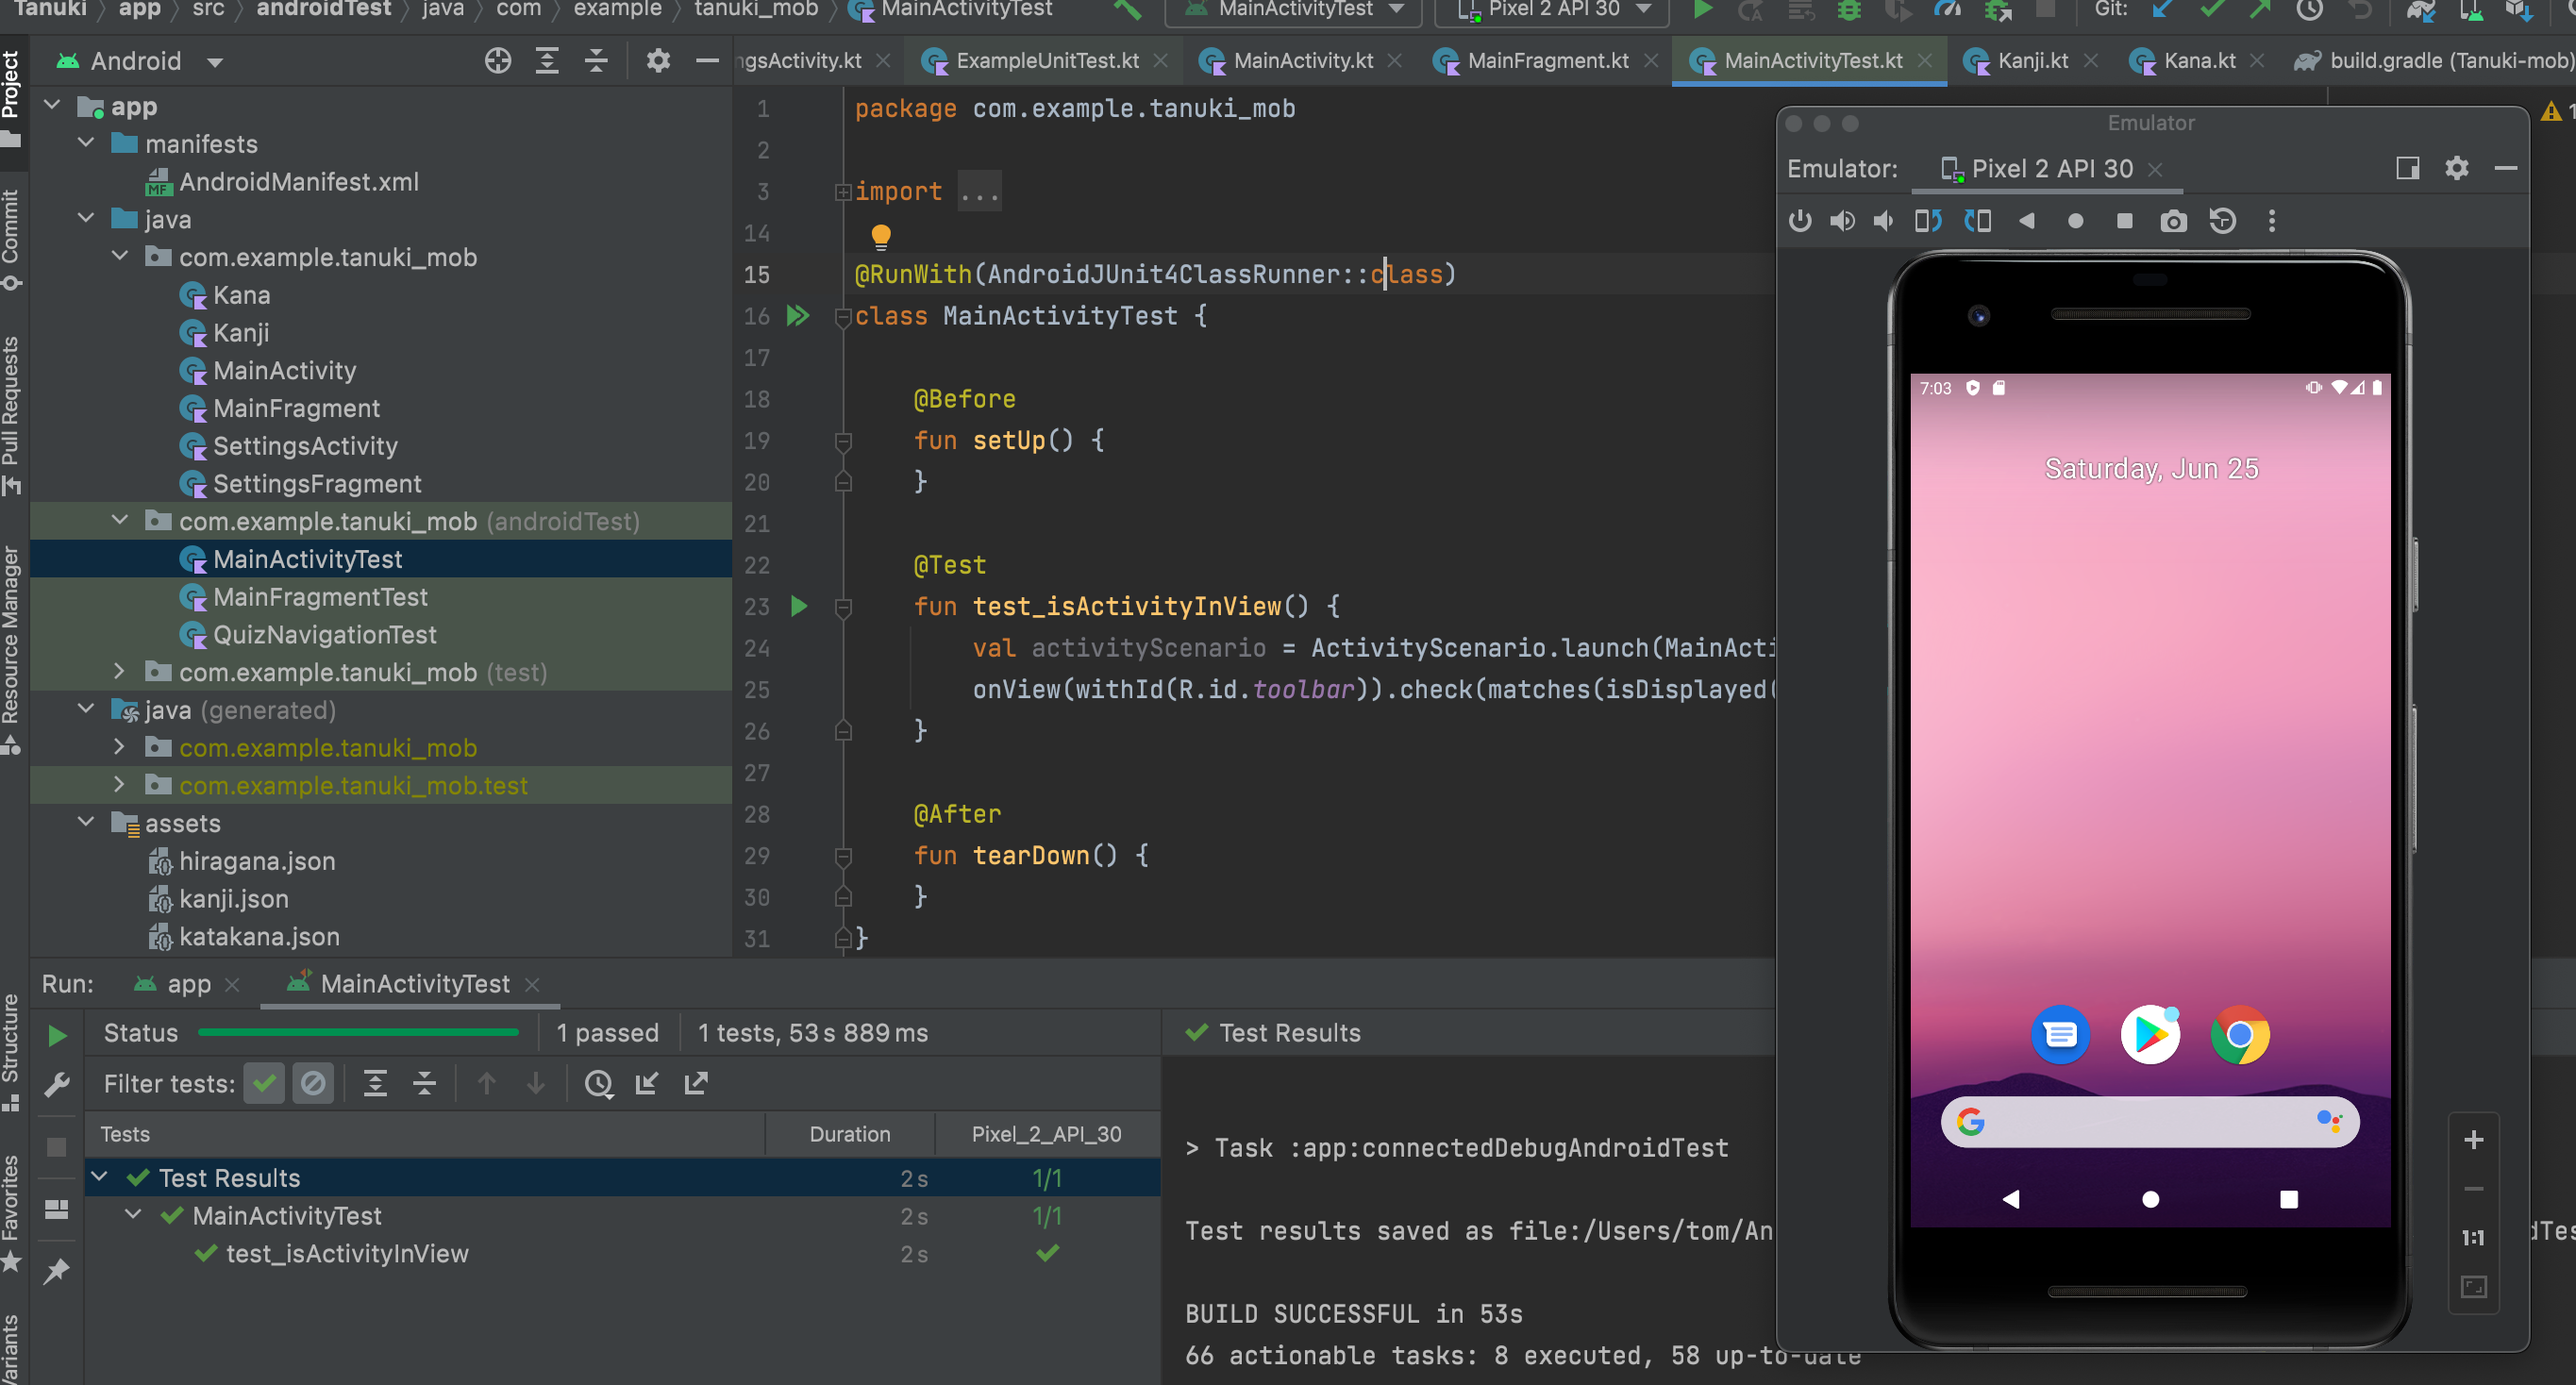 Tanuki app src androidTest java com example tanuki_mob MainActivityTest MainActivityTest Pixel 2 API 30 Git:
Project
Commit
Pull Requests
Resource Manager
Structure
Favorites
Android
app
manifests
MF AndroidManifest.xml
java
com.example.tanuki_mob
Kana
Kanji
MainActivity
MainFragment
SettingsActivity
SettingsFragment
com.example.tanuki_mob (androidTest)
MainActivityTest
MainFragmentTest
QuizNavigationTest
com.example.tanuki_mob (test)
java (generated)
com.example.tanuki_mob
com.example.tanuki_mob.test
assets
hiragana.json
kanji.json
katakana.json
ngsActivity.kt ExampleUnitTest.kt MainActivity.kt MainFragment.kt MainActivityTest.kt Kanji.kt Kana.kt build.gradle (Tanuki-mob)
1 package com.example.tanuki_mob
2
3 import ...
14
15 @RunWith(AndroidJUnit4ClassRunner::class)
16 class MainActivityTest {
17
18 @Before
19 fun setUp() {
20 }
21
22 @Test
23 fun test_isActivityInView() {
24 val activityScenario = ActivityScenario.launch(MainActi
25 onView(withId(R.id.toolbar)).check(matches(isDisplayed(
26 }
27
28 @After
29 fun tearDown() {
30 }
31 }
Emulator
Emulator: Pixel 2 API 30
7:03
Saturday, Jun 25
1:1
Run: app MainActivityTest
Status 1 passed 1 tests, 53 s 889 ms
Filter tests:
Tests Duration Pixel_2_API_30
Test Results 2 s 1/1
MainActivityTest 2 s 1/1
test_isActivityInView 2 s
Test Results
> Task :app:connectedDebugAndroidTest
Test results saved as file:/Users/tom/An
BUILD SUCCESSFUL in 53s
66 actionable tasks: 8 executed, 58 up-to-date